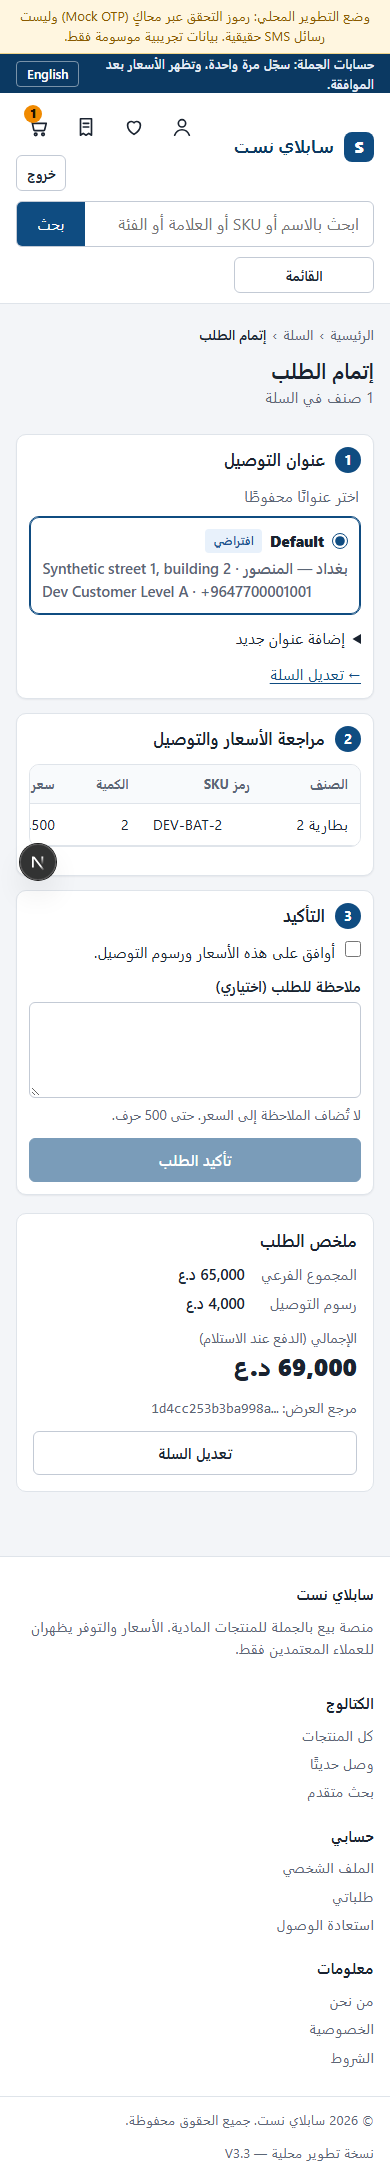 وضع التطوير المحلي: رموز التحقق عبر محاكٍ (Mock OTP) وليست
رسائل SMS حقيقية. بيانات تجريبية موسومة فقط.
حسابات الجملة: سجّل مرة واحدة، وتظهر الأسعار بعد
الموافقة.
English
S
سابلاي نست
1
خروج
ابحث بالاسم أو SKU أو العلامة أو الفئة
بحث
القائمة
الرئيسية › السلة › إتمام الطلب
إتمام الطلب
1 صنف في السلة
1 عنوان التوصيل
اختر عنوانًا محفوظًا
Default افتراضي
بغداد — المنصور · Synthetic street 1, building 2
Dev Customer Level A · +9647700001001
◀ إضافة عنوان جديد
← تعديل السلة
2 مراجعة الأسعار والتوصيل
الصنف رمز SKU الكمية سعر
بطارية 2 DEV-BAT-2 2 500
N
3 التأكيد
أوافق على هذه الأسعار ورسوم التوصيل.
ملاحظة للطلب (اختياري)
لا تُضاف الملاحظة إلى السعر. حتى 500 حرف.
تأكيد الطلب
ملخص الطلب
المجموع الفرعي 65,000 د.ع
رسوم التوصيل 4,000 د.ع
الإجمالي (الدفع عند الاستلام)
69,000 د.ع
مرجع العرض: 1d4cc253b3ba998a…
تعديل السلة
سابلاي نست
منصة بيع بالجملة للمنتجات المادية. الأسعار والتوفر يظهران
للعملاء المعتمدين فقط.
الكتالوج
كل المنتجات
وصل حديثًا
بحث متقدم
حسابي
الملف الشخصي
طلباتي
استعادة الوصول
معلومات
من نحن
الخصوصية
الشروط
© 2026 سابلاي نست. جميع الحقوق محفوظة.
نسخة تطوير محلية — V3.3